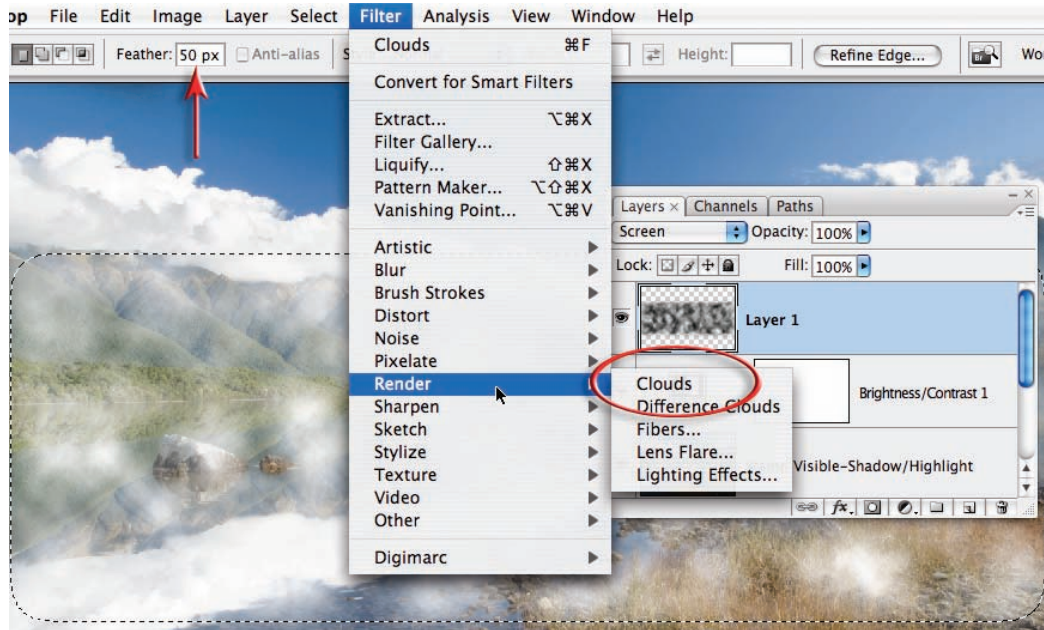 op File Edit Image Layer Select Filter Analysis View Window Help
Feather: 50 px Anti-alias Height: Refine Edge...
Clouds ⌘F
Convert for Smart Filters
Extract... ⌥⌘X
Filter Gallery...
Liquify... ⇧⌘X
Pattern Maker... ⌥⇧⌘X
Vanishing Point... ⌥⌘V
Artistic
Blur
Brush Strokes
Distort
Noise
Pixelate
Render
Sharpen
Sketch
Stylize
Texture
Video
Other
Digimarc
Clouds
Difference Clouds
Fibers...
Lens Flare...
Lighting Effects...
Layers × Channels Paths
Screen Opacity: 100%
Lock: Fill: 100%
Layer 1
Brightness/Contrast 1
Visible-Shadow/Highlight
fx.